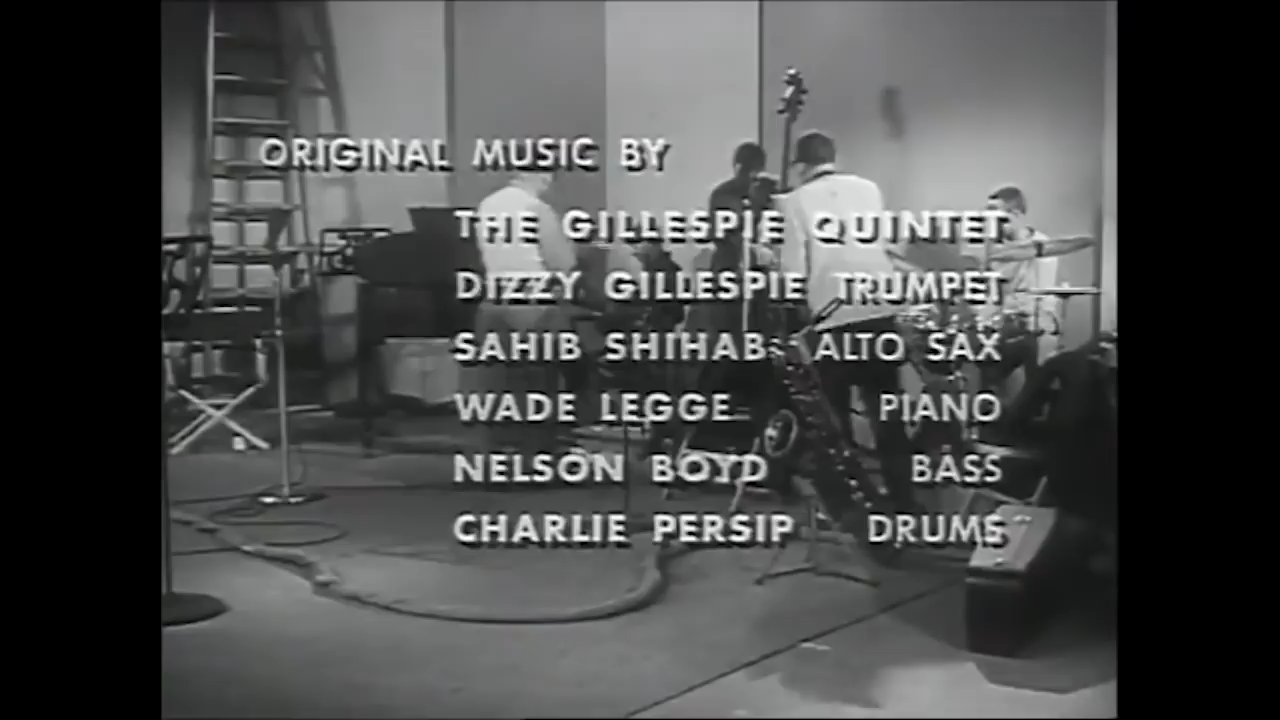 ORIGINAL MUSIC BY
THE GILLESPIE QUINTET
DIZZY GILLESPIE TRUMPET
SAHIB SHIHAB ALTO SAX
WADE LEGGE PIANO
NELSON BOYD BASS
CHARLIE PERSIP DRUMS